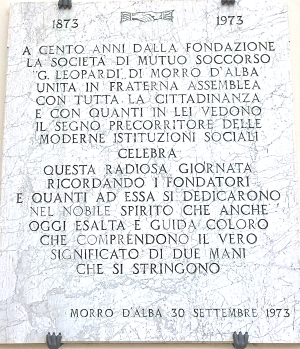 1873 1973
A CENTO ANNI DALLA FONDAZIONE
LA SOCIETÀ DI MUTUO SOCCORSO
"G. LEOPARDI", DI MORRO D'ALBA
UNITA IN FRATERNA ASSEMBLEA
CON TUTTA LA CITTADINANZA
E CON QUANTI IN LEI VEDONO
IL SEGNO PRECORRITORE DELLE
MODERNE ISTITUZIONI SOCIALI
CELEBRA
QUESTA RADIOSA GIORNATA
RICORDANDO I FONDATORI
E QUANTI AD ESSA SI DEDICARONO
NEL NOBILE SPIRITO CHE ANCHE
OGGI ESALTA E GUIDA COLORO
CHE COMPRENDONO IL VERO
SIGNIFICATO DI DUE MANI
CHE SI STRINGONO
MORRO D'ALBA 30 SETTEMBRE 1973